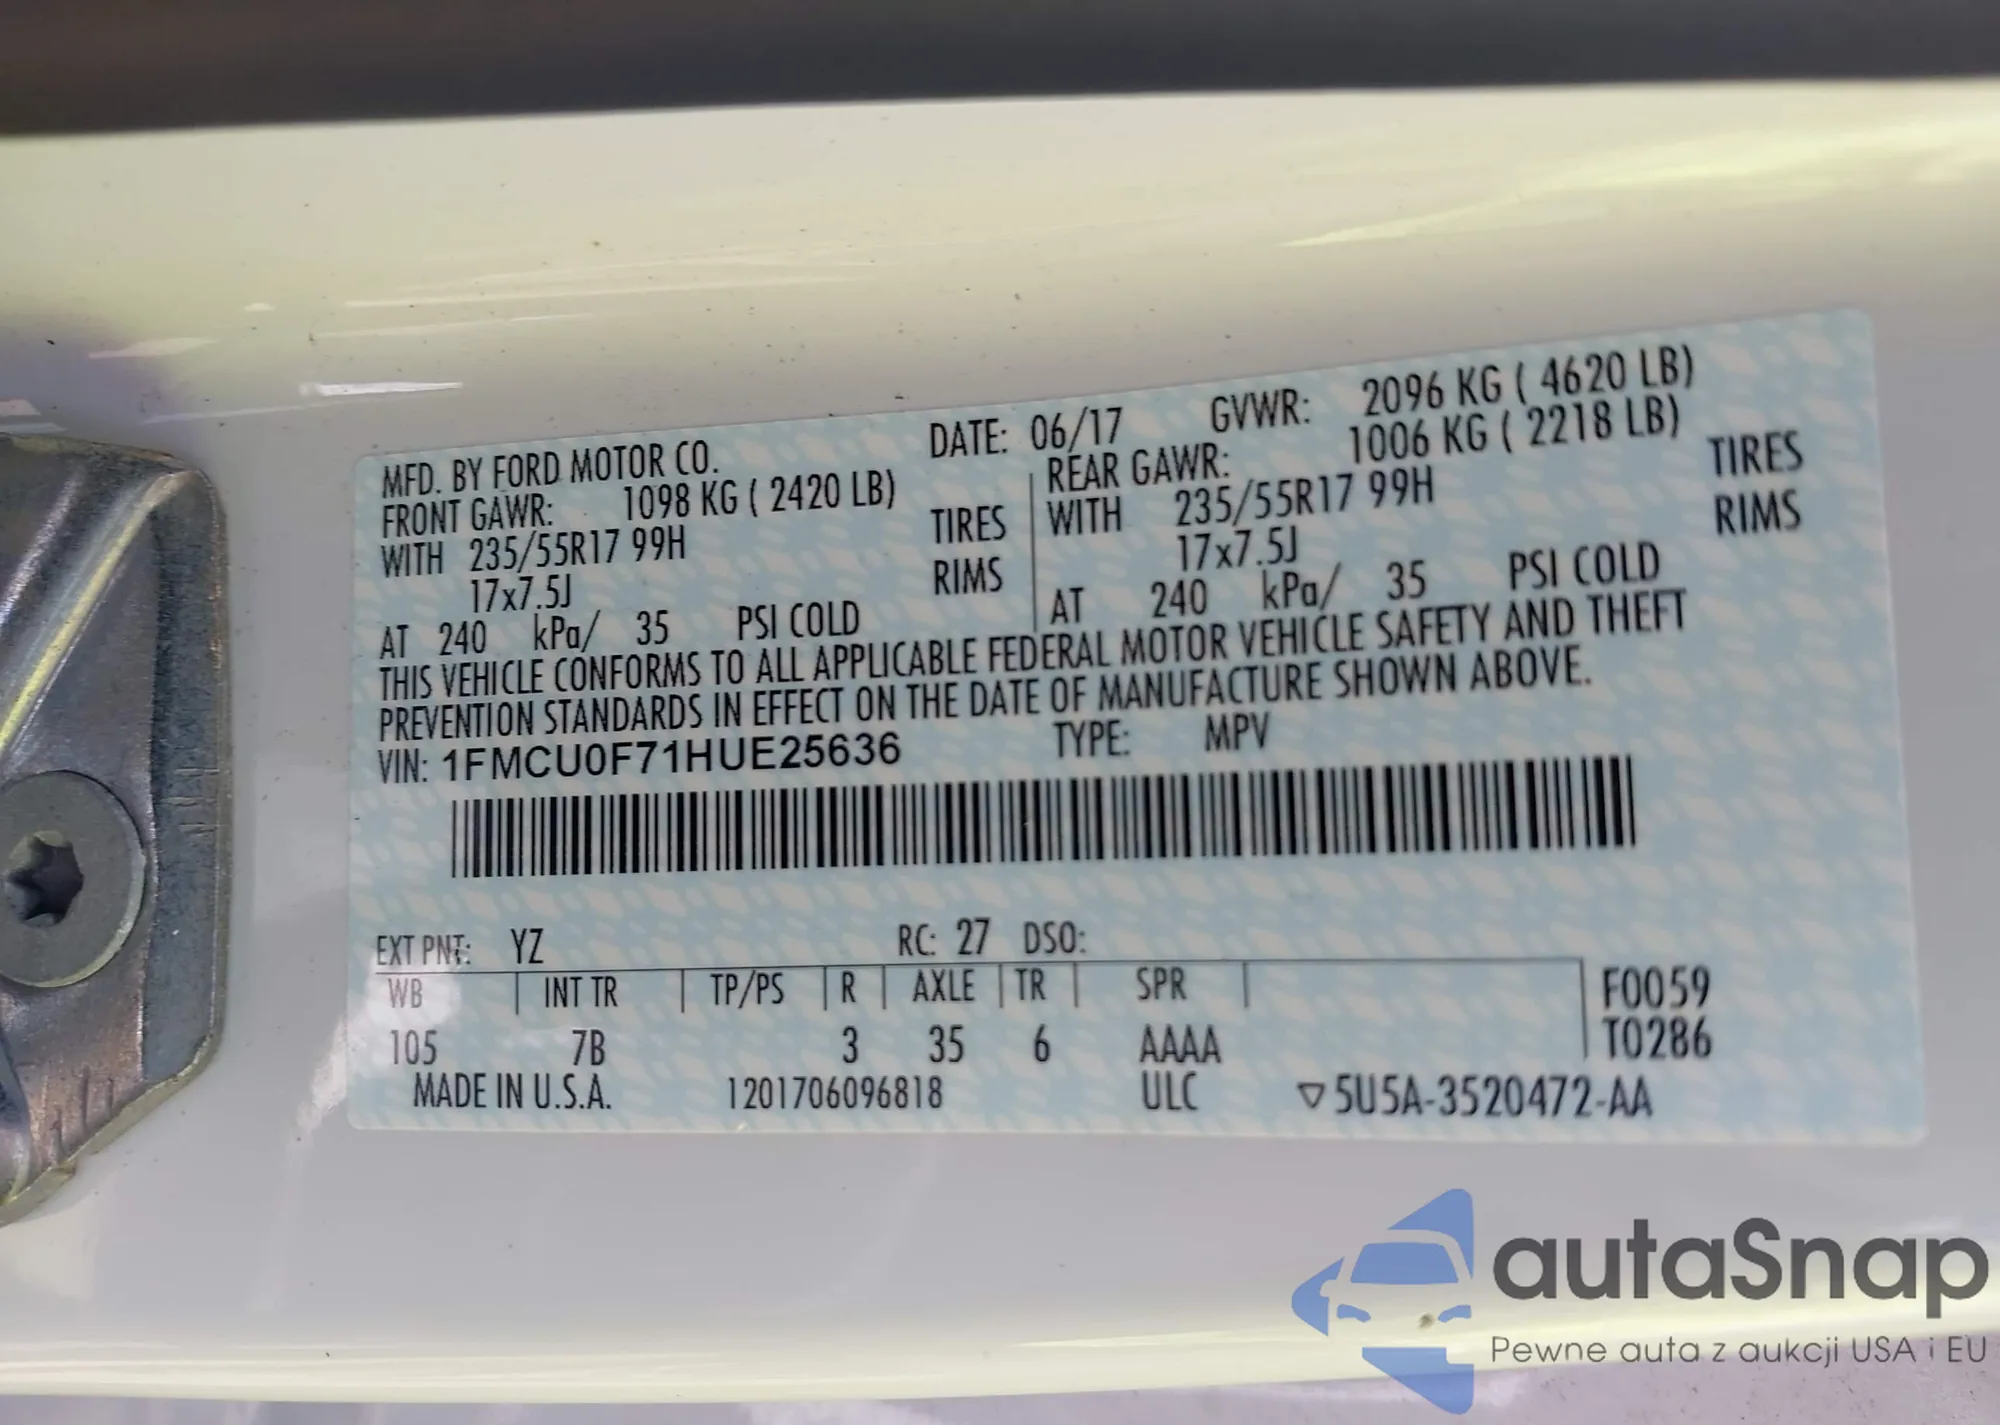 MFD. BY FORD MOTOR CO. DATE: 06/17 GVWR: 2096 KG ( 4620 LB)
FRONT GAWR: 1098 KG ( 2420 LB) REAR GAWR: 1006 KG ( 2218 LB)
WITH 235/55R17 99H TIRES WITH 235/55R17 99H TIRES
17x7.5J RIMS 17x7.5J RIMS
AT 240 kPa/ 35 PSI COLD AT 240 kPa/ 35 PSI COLD
THIS VEHICLE CONFORMS TO ALL APPLICABLE FEDERAL MOTOR VEHICLE SAFETY AND THEFT
PREVENTION STANDARDS IN EFFECT ON THE DATE OF MANUFACTURE SHOWN ABOVE.
VIN: 1FMCU0F71HUE25636 TYPE: MPV
EXT PNT: YZ RC: 27 DSO:
WB INT TR TP/PS R AXLE TR SPR F0059
105 7B 3 35 6 AAAA T0286
MADE IN U.S.A. 1201706096818 ULC ▽5U5A-3520472-AA
autaSnap
Pewne auta z aukcji USA i EU